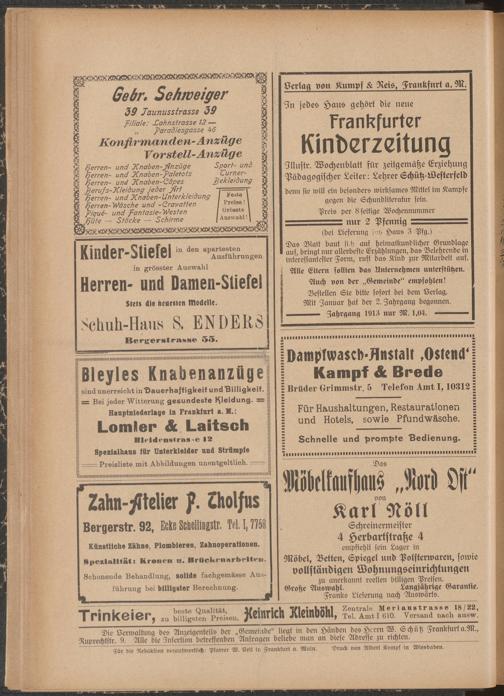 Gebr. Schweiger
39 Taunusstrasse 39
Filiale: Lahnstrasse 12 —
„ Paradiesgasse 46
Konfirmanden-Anzüge
Vorstell-Anzüge
Herren- und Knaben-Anzüge
Herren- und Knaben-Paletots
Herren- und Knaben-Capes
Berufs-Kleidung jeder Art
Herren- und Knaben-Unterkleidung
Herren-Wäsche und -Cravatten
Piqué- und Fantasie-Westen
Hüte — Stöcke — Schirme
Sport- und
Turner-
Bekleidung
Feste
Preise!
Grösste
Auswahl!
Kinder-Stiefel in den apartesten
Ausführungen
in grösster Auswahl
Herren- und Damen-Stiefel
Stets die neuesten Modelle.
Schuh-Haus S. ENDERS
Bergerstrasse 55.
Bleyles Knabenanzüge
sind unerreicht in Dauerhaftigkeit und Billigkeit.
Bei jeder Witterung gesundeste Kleidung.
Hauptniederlage in Frankfurt a. M.:
Lomler & Laitsch
Bleidenstrasse 12
Spezialhaus für Unterkleider und Strümpfe
Preisliste mit Abbildungen unentgeltlich.
Zahn-Atelier P. Tholfus
Bergerstr. 92, Ecke Schellingstr. Tel. I, 7758
Künstliche Zähne, Plombieren, Zahnoperationen.
Spezialität: Kronen u. Brückenarbeiten.
Schonende Behandlung, solide fachgemässe Aus-
führung bei billigster Berechnung.
Verlag von Kumpf & Reis, Frankfurt a. M.
In jedes Haus gehört die neue
Frankfurter
Kinderzeitung
Illustr. Wochenblatt für zeitgemäße Erziehung
Pädagogischer Leiter: Lehrer Schütz-Westerfeld
denn sie will ein besonders wirksames Mittel im Kampfe
gegen die Schundliteratur sein.
Preis per 8 seitige Wochennummer
nur 2 Pfennig
(bei Lieferung ins Haus 3 Pfg.)
Das Blatt baut sich auf heimatkundlicher Grundlage
auf, bringt nur allerbeste Erzählungen, das Belehrende in
interessantester Form, ruft das Kind zur Mitarbeit auf.
Alle Eltern sollten das Unternehmen unterstützen.
Auch von der „Gemeinde“ empfohlen!
Bestellen Sie bitte sofort bei dem Verlag.
Mit Januar hat der 2. Jahrgang begonnen.
Jahrgang 1913 nur M. 1,04.
Dampfwasch-Anstalt ‚Ostend‘
Kampf & Brede
Brüder Grimmstr. 5 Telefon Amt I, 10312
Für Haushaltungen, Restaurationen
und Hotels, sowie Pfundwäsche.
Schnelle und prompte Bedienung.
Das
Möbelkaufhaus „Nord Ost“
von
Karl Nöll
Schreinermeister
4 Herbartstraße 4
empfiehlt sein Lager in
Möbel, Betten, Spiegel und Polsterwaren, sowie
vollständigen Wohnungseinrichtungen
zu anerkannt reellen billigen Preisen.
Große Auswahl. Langjährige Garantie.
Franko Lieferung nach Auswärts.
Trinkeier, beste Qualität,
zu billigsten Preisen, Heinrich Kleinböhl, Zentrale Merianstrasse 18/22,
Tel. Amt I 610. Versand nach ausw.
Die Verwaltung des Anzeigenteils der „Gemeinde“ liegt in den Händen des Herrn W. Schütz Frankfurt a.M.,
Ruprechtstr. 9. Alle die Insertion betreffenden Anfragen beliebe man an diese Adresse zu richten.
Für die Redaktion verantwortlich: Pfarrer W. Veit in Frankfurt a. Main. Druck von Albert Kempf in Wiesbaden.